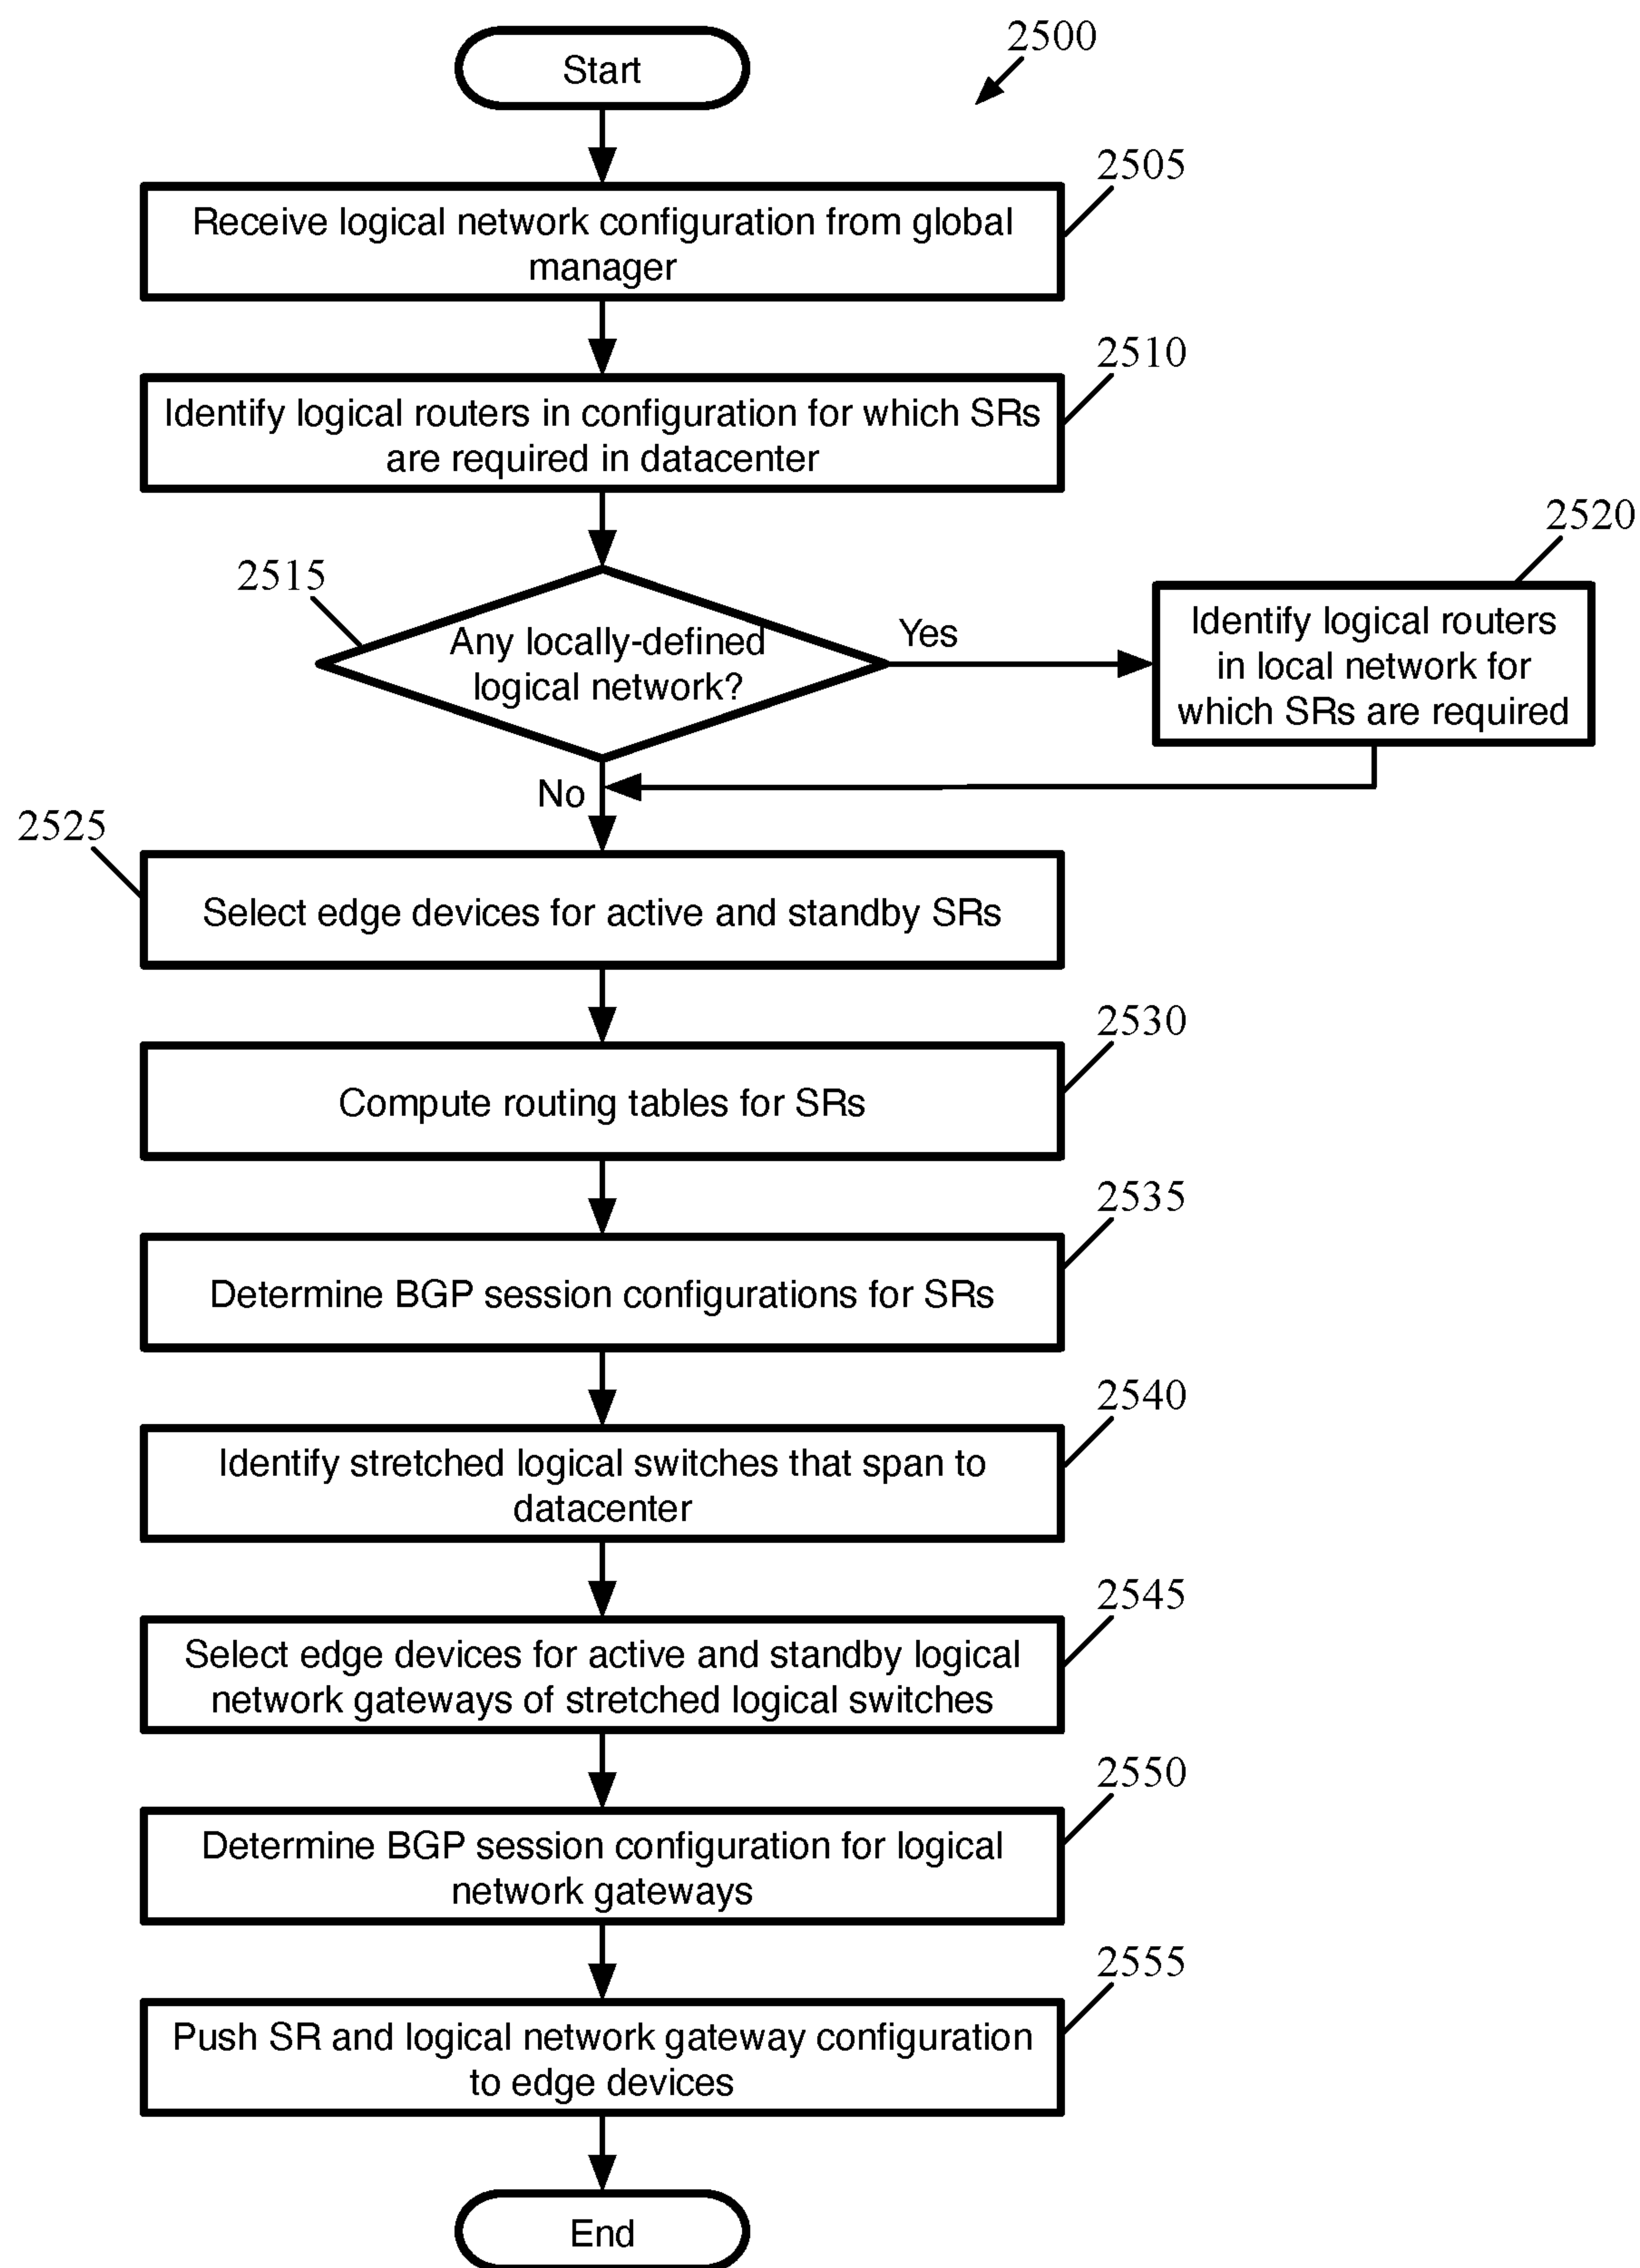 2500
Start
2505
Receive logical network configuration from global
manager
2510
Identify logical routers in configuration for which SRs
are required in datacenter
2515
Any locally-defined
logical network?
Yes
2520
Identify logical routers
in local network for
which SRs are required
No
2525
Select edge devices for active and standby SRs
2530
Compute routing tables for SRs
2535
Determine BGP session configurations for SRs
2540
Identify stretched logical switches that span to
datacenter
2545
Select edge devices for active and standby logical
network gateways of stretched logical switches
2550
Determine BGP session configuration for logical
network gateways
2555
Push SR and logical network gateway configuration
to edge devices
End